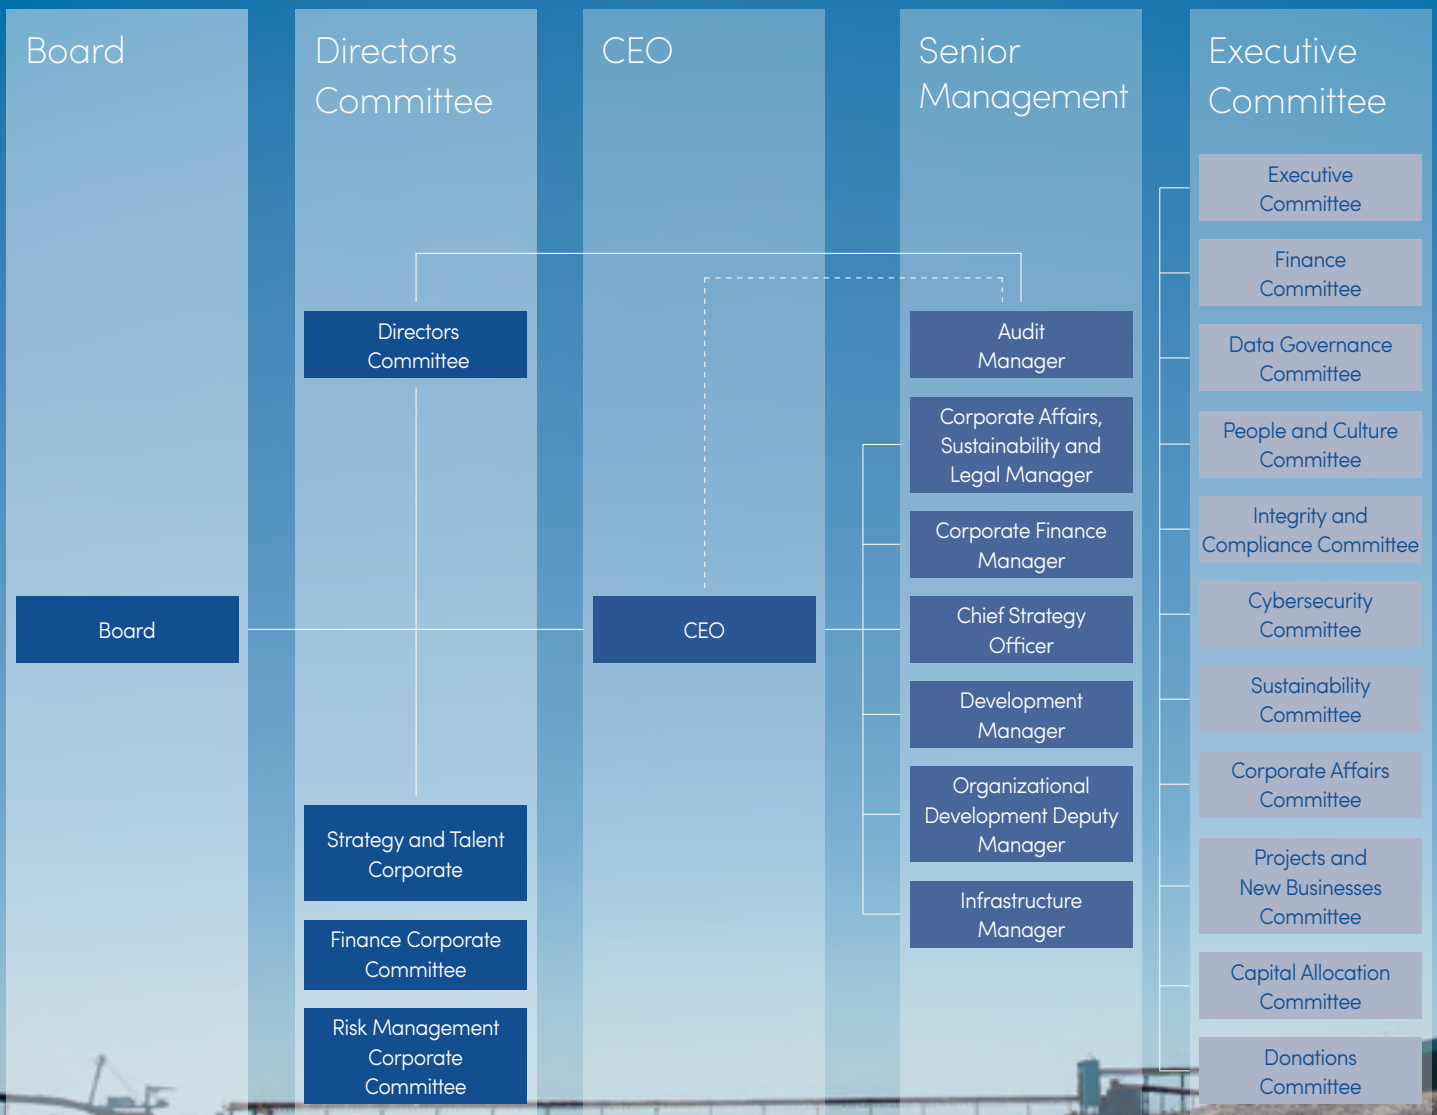 Board
Directors
Committee
CEO
Senior
Management
Executive
Committee
Board
Directors
Committee
Strategy and Talent
Corporate
Finance Corporate
Committee
Risk Management
Corporate
Committee
CEO
Audit
Manager
Corporate Affairs,
Sustainability and
Legal Manager
Corporate Finance
Manager
Chief Strategy
Officer
Development
Manager
Organizational
Development Deputy
Manager
Infrastructure
Manager
Executive
Committee
Finance
Committee
Data Governance
Committee
People and Culture
Committee
Integrity and
Compliance Committee
Cybersecurity
Committee
Sustainability
Committee
Corporate Affairs
Committee
Projects and
New Businesses
Committee
Capital Allocation
Committee
Donations
Committee